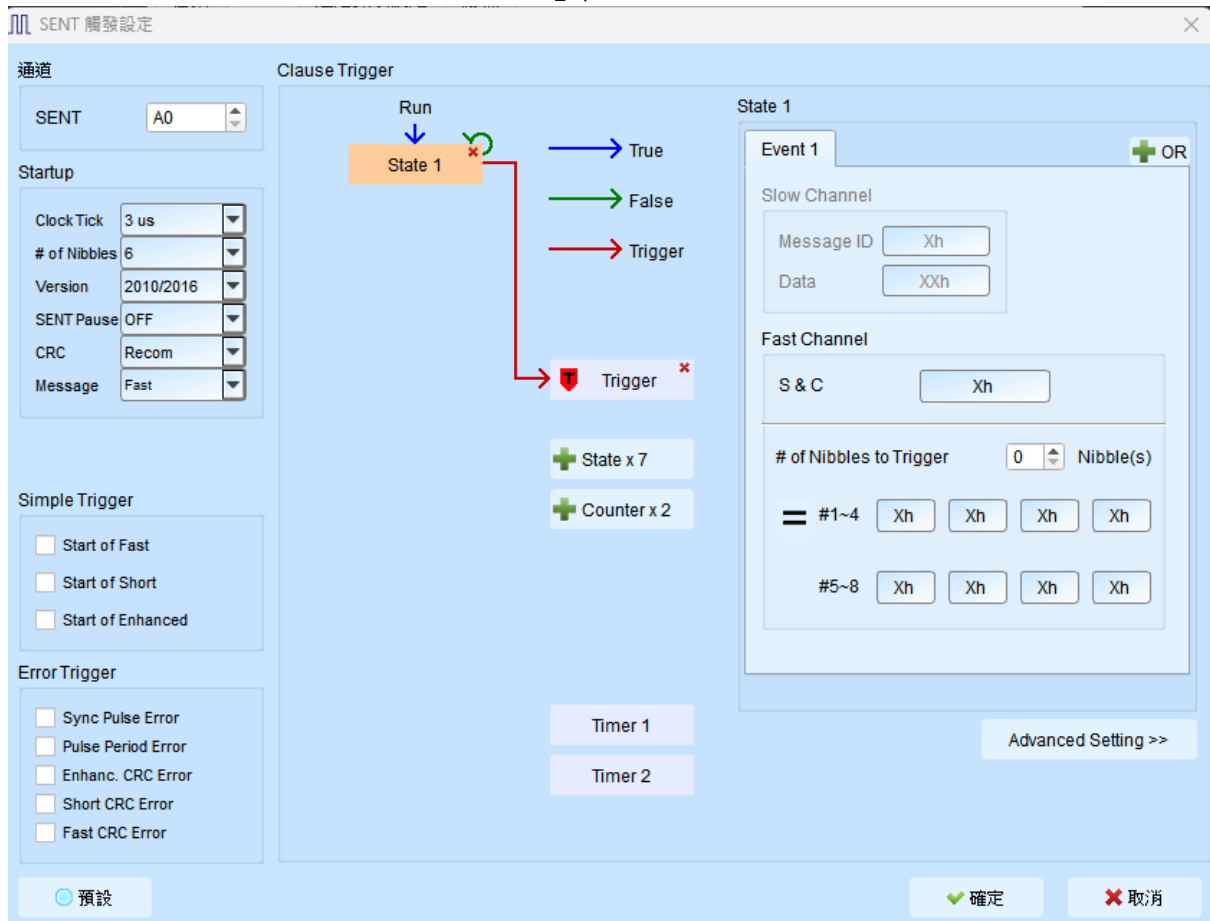 SENT 觸發設定
通道
SENT A0
Startup
Clock Tick 3 us
# of Nibbles 6
Version 2010/2016
SENT Pause OFF
CRC Recom
Message Fast
Simple Trigger
Start of Fast
Start of Short
Start of Enhanced
Error Trigger
Sync Pulse Error
Pulse Period Error
Enhanc. CRC Error
Short CRC Error
Fast CRC Error
Clause Trigger
Run
State 1
True
False
Trigger
T Trigger
State x 7
Counter x 2
Timer 1
Timer 2
State 1
Event 1
OR
Slow Channel
Message ID Xh
Data XXh
Fast Channel
S & C Xh
# of Nibbles to Trigger 0 Nibble(s)
= #1~4 Xh Xh Xh Xh
#5~8 Xh Xh Xh Xh
Advanced Setting >>
預設
確定
取消